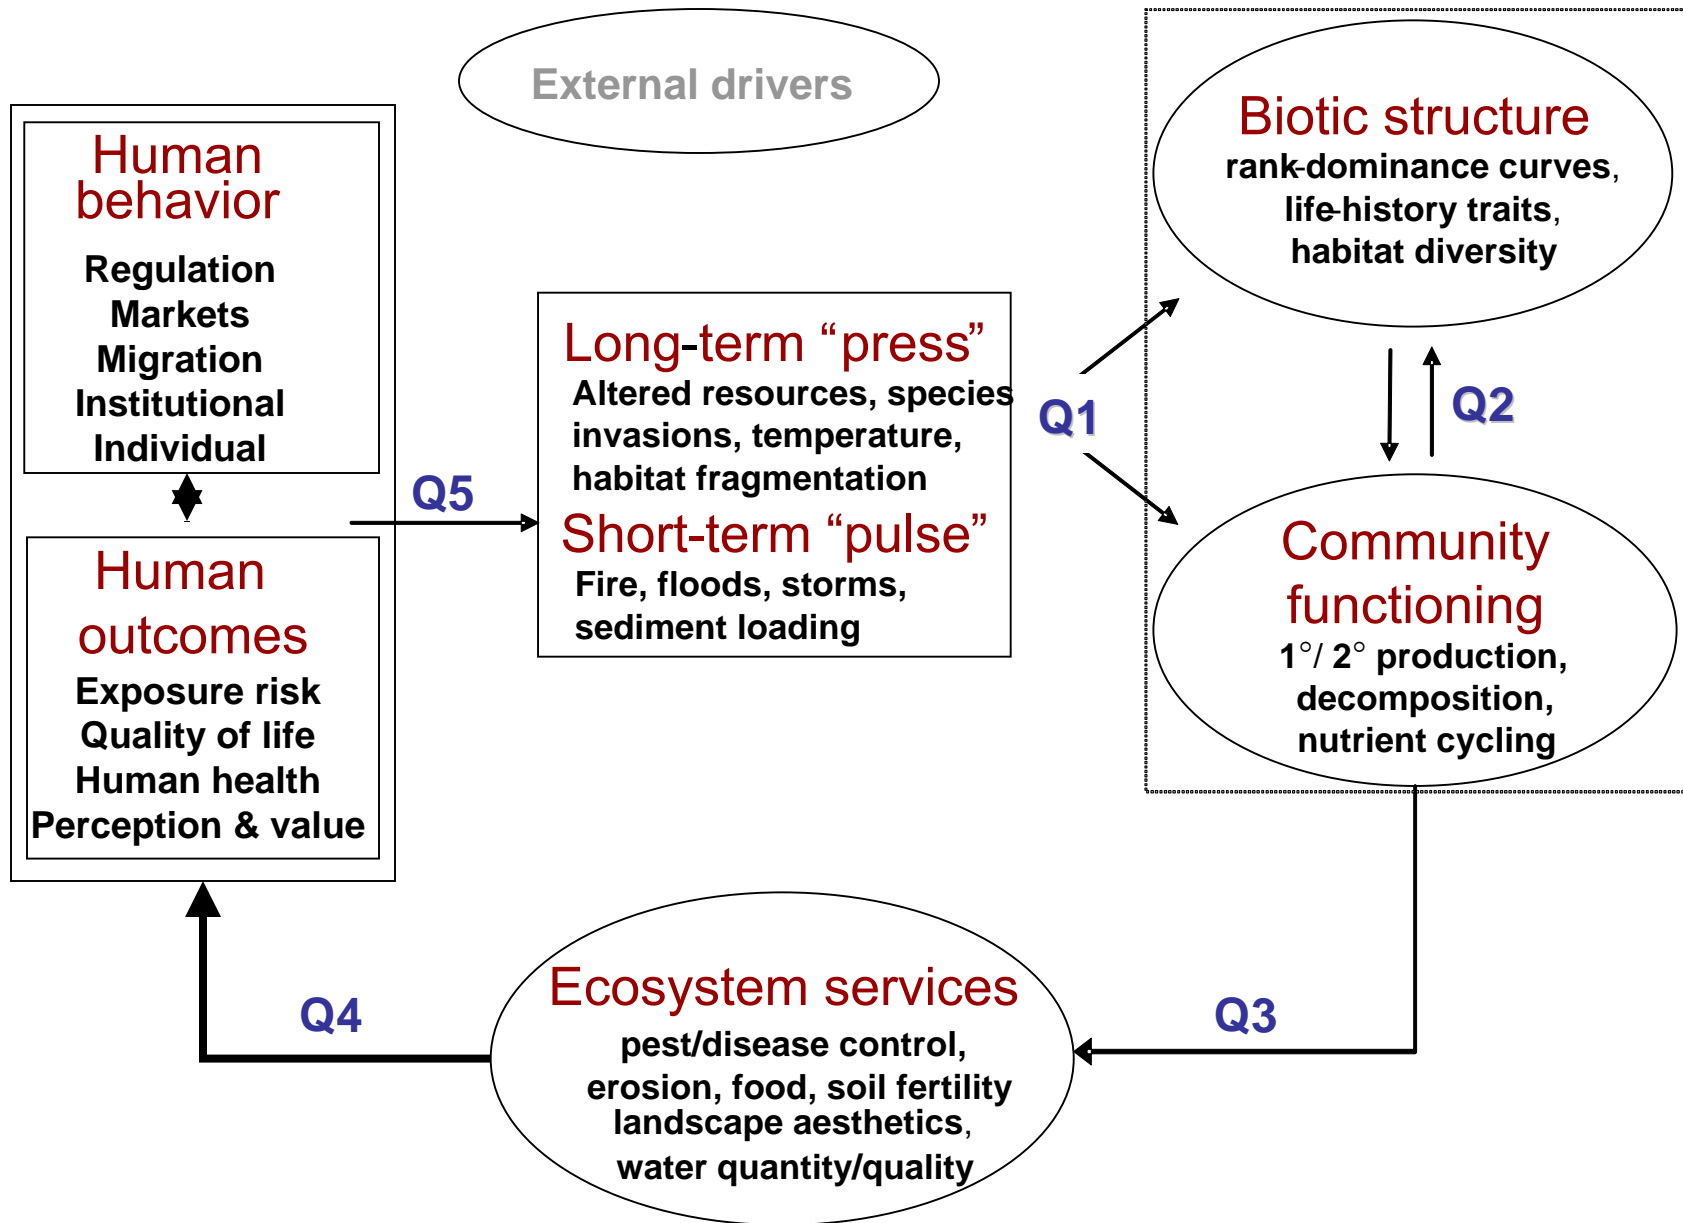 External drivers
Human
behavior
Regulation
Markets
Migration
Institutional
Individual
Human
outcomes
Exposure risk
Quality of life
Human health
Perception & value
Q5
Long-term “press”
Altered resources, species
invasions, temperature,
habitat fragmentation
Short-term “pulse”
Fire, floods, storms,
sediment loading
Q1
Biotic structure
rank-dominance curves,
life-history traits,
habitat diversity
Q2
Community
functioning
1°/ 2° production,
decomposition,
nutrient cycling
Q3
Ecosystem services
pest/disease control,
erosion, food, soil fertility
landscape aesthetics,
water quantity/quality
Q4